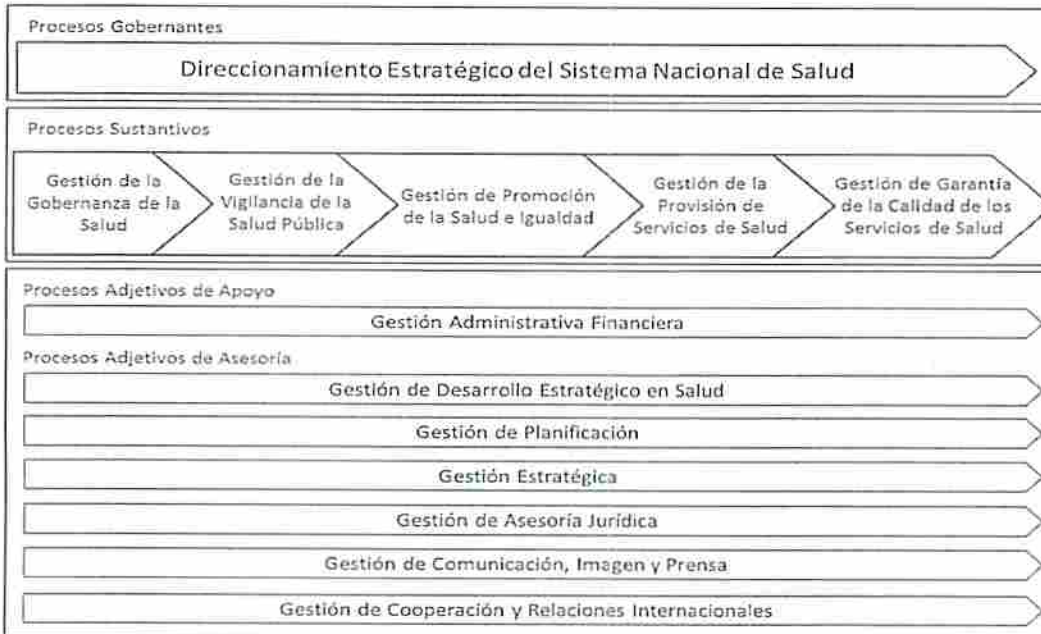 Procesos Gobernantes
Direccionamiento Estratégico del Sistema Nacional de Salud
Procesos Sustantivos
Gestión de la
Gobernanza de la
Salud
Gestión de la
Vigilancia de la
Salud Pública
Gestión de Promoción
de la Salud e Igualdad
Gestión de la
Provisión de
Servicios de Salud
Gestión de Garantía
de la Calidad de los
Servicios de Salud
Procesos Adjetivos de Apoyo
Gestión Administrativa Financiera
Procesos Adjetivos de Asesoría
Gestión de Desarrollo Estratégico en Salud
Gestión de Planificación
Gestión Estratégica
Gestión de Asesoría Jurídica
Gestión de Comunicación, Imagen y Prensa
Gestión de Cooperación y Relaciones Internacionales